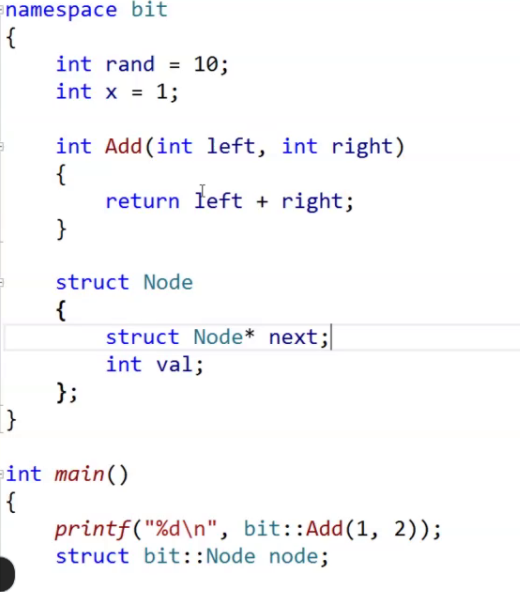 namespace bit
{
    int rand = 10;
    int x = 1;

    int Add(int left, int right)
    {
        return left + right;
    }

    struct Node
    {
        struct Node* next;
        int val;
    };
}

int main()
{
    printf("%d\n", bit::Add(1, 2));
    struct bit::Node node;